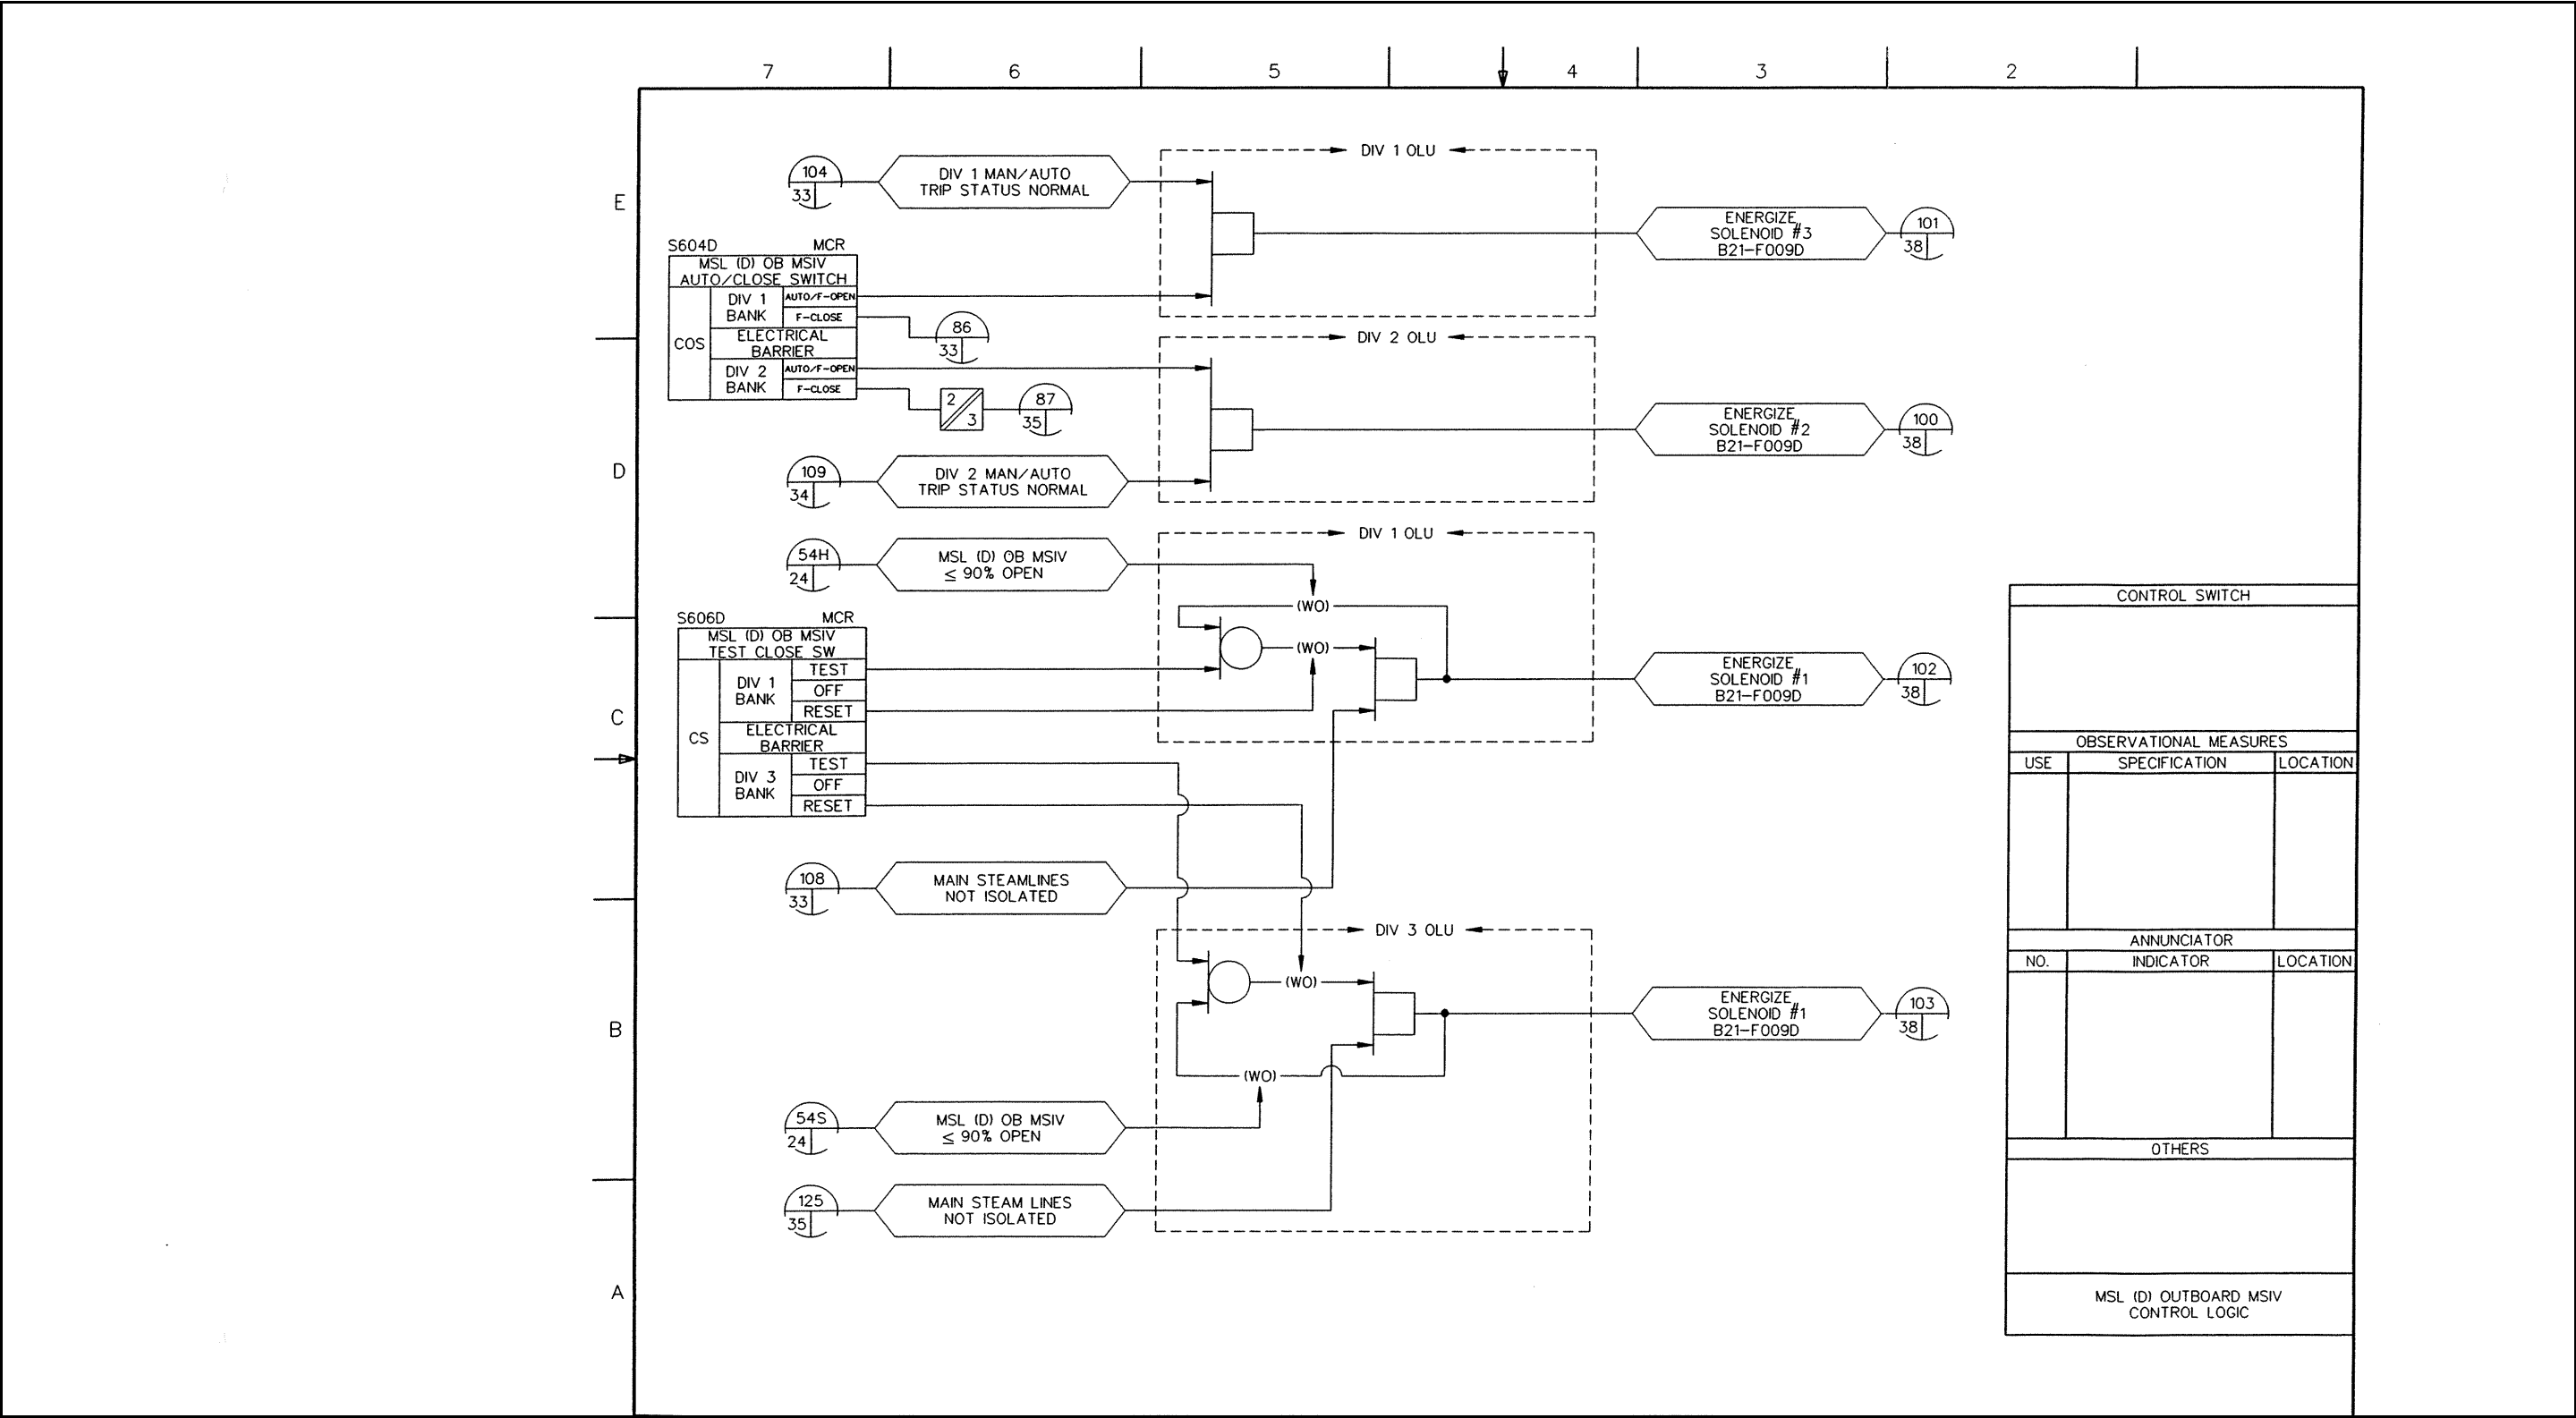 7 6 5 4 3 2
E
D
C
B
A
DIV 1 OLU
104
33
DIV 1 MAN/AUTO
TRIP STATUS NORMAL
ENERGIZE
SOLENOID #3
B21-F009D
101
38
S604D MCR
MSL (D) OB MSIV
AUTO/CLOSE SWITCH
COS
DIV 1
BANK
AUTO/F-OPEN
F-CLOSE
ELECTRICAL
BARRIER
DIV 2
BANK
AUTO/F-OPEN
F-CLOSE
86
33
2
3
87
35
DIV 2 OLU
ENERGIZE
SOLENOID #2
B21-F009D
100
38
109
34
DIV 2 MAN/AUTO
TRIP STATUS NORMAL
DIV 1 OLU
54H
24
MSL (D) OB MSIV
≤ 90% OPEN
(WO)
(WO)
S606D MCR
MSL (D) OB MSIV
TEST CLOSE SW
CS
DIV 1
BANK
TEST
OFF
RESET
ELECTRICAL
BARRIER
DIV 3
BANK
TEST
OFF
RESET
ENERGIZE
SOLENOID #1
B21-F009D
102
38
108
33
MAIN STEAMLINES
NOT ISOLATED
DIV 3 OLU
(WO)
(WO)
ENERGIZE
SOLENOID #1
B21-F009D
103
38
54S
24
MSL (D) OB MSIV
≤ 90% OPEN
125
35
MAIN STEAM LINES
NOT ISOLATED
CONTROL SWITCH
OBSERVATIONAL MEASURES
USE SPECIFICATION LOCATION
ANNUNCIATOR
NO. INDICATOR LOCATION
OTHERS
MSL (D) OUTBOARD MSIV
CONTROL LOGIC